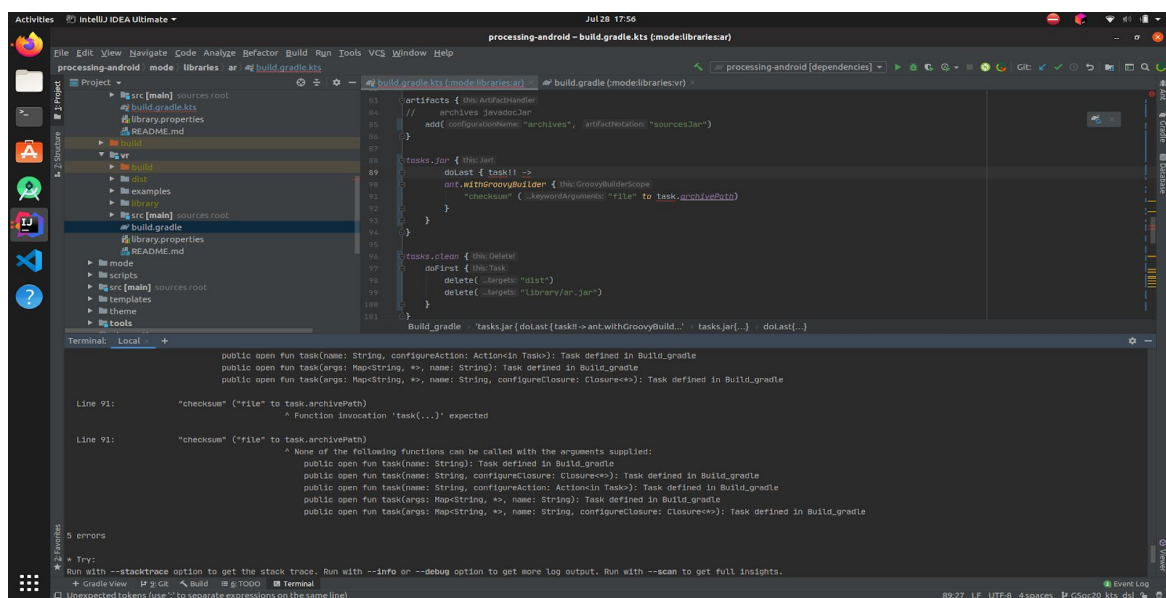 Activities IntelliJ IDEA Ultimate Jul 28 17:56
processing-android – build.gradle.kts (:mode:libraries:ar)
File Edit View Navigate Code Analyze Refactor Build Run Tools VCS Window Help
processing-android mode libraries ar build.gradle.kts processing-android [dependencies] Git:
Project build.gradle.kts (:mode:libraries:ar) build.gradle (:mode:libraries:vr)
1: Project
2: Structure
src [main] sources root
build.gradle.kts
library.properties
README.md
build
vr
build
dist
examples
library
src [main] sources root
build.gradle
library.properties
README.md
mode
scripts
src [main] sources root
templates
theme
tools
83 artifacts { this: ArtifactHandler
84 // archives javadocJar
85 add( configurationName: "archives", artifactNotation: "sourcesJar")
86 }
87
88 tasks.jar { this: Jar!
89 doLast { task!! ->
90 ant.withGroovyBuilder { this: GroovyBuilderScope
91 "checksum" ( ...keywordArguments: "file" to task.archivePath)
92 }
93 }
94 }
95
96 tasks.clean { this: Delete!
97 doFirst { this: Task
98 delete( ...targets: "dist")
99 delete( ...targets: "library/ar.jar")
100 }
101 }
Build_gradle 'tasks.jar { doLast { task!! -> ant.withGroovyBuild...' tasks.jar{...} doLast{...}
Ant
Gradle
Database
Terminal: Local +
public open fun task(name: String, configureAction: Action<in Task>): Task defined in Build_gradle
public open fun task(args: Map<String, *>, name: String): Task defined in Build_gradle
public open fun task(args: Map<String, *>, name: String, configureClosure: Closure<*>): Task defined in Build_gradle
Line 91: "checksum" ("file" to task.archivePath)
^ Function invocation 'task(...)' expected
Line 91: "checksum" ("file" to task.archivePath)
^ None of the following functions can be called with the arguments supplied:
public open fun task(name: String): Task defined in Build_gradle
public open fun task(name: String, configureClosure: Closure<*>): Task defined in Build_gradle
public open fun task(name: String, configureAction: Action<in Task>): Task defined in Build_gradle
public open fun task(args: Map<String, *>, name: String): Task defined in Build_gradle
public open fun task(args: Map<String, *>, name: String, configureClosure: Closure<*>): Task defined in Build_gradle
5 errors
* Try:
Run with --stacktrace option to get the stack trace. Run with --info or --debug option to get more log output. Run with --scan to get full insights.
2: Favorites
Viewer
Gradle View 9: Git Build 6: TODO Terminal Event Log
Unexpected tokens (use ';' to separate expressions on the same line) 89:27 LF UTF-8 4 spaces GSoc20_kts_dsl